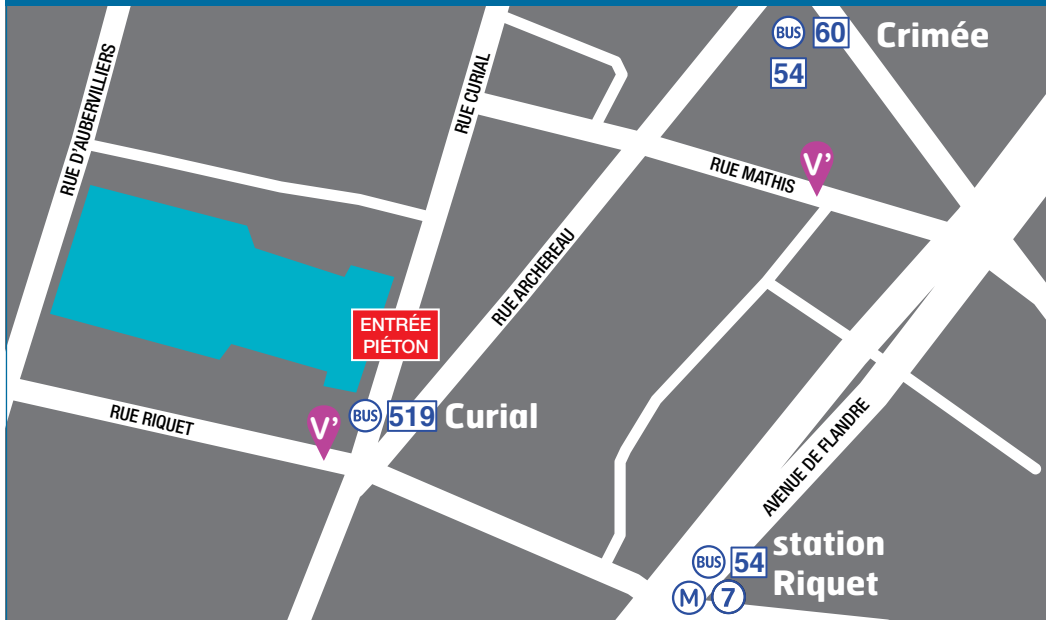 BUS 60 Crimée
54
RUE D'AUBERVILLIERS
RUE CURIAL
RUE MATHIS
V'
RUE ARCHEREAU
ENTRÉE
PIÉTON
RUE RIQUET
V'
BUS 519 Curial
AVENUE DE FLANDRE
BUS 54 station
Riquet
M 7